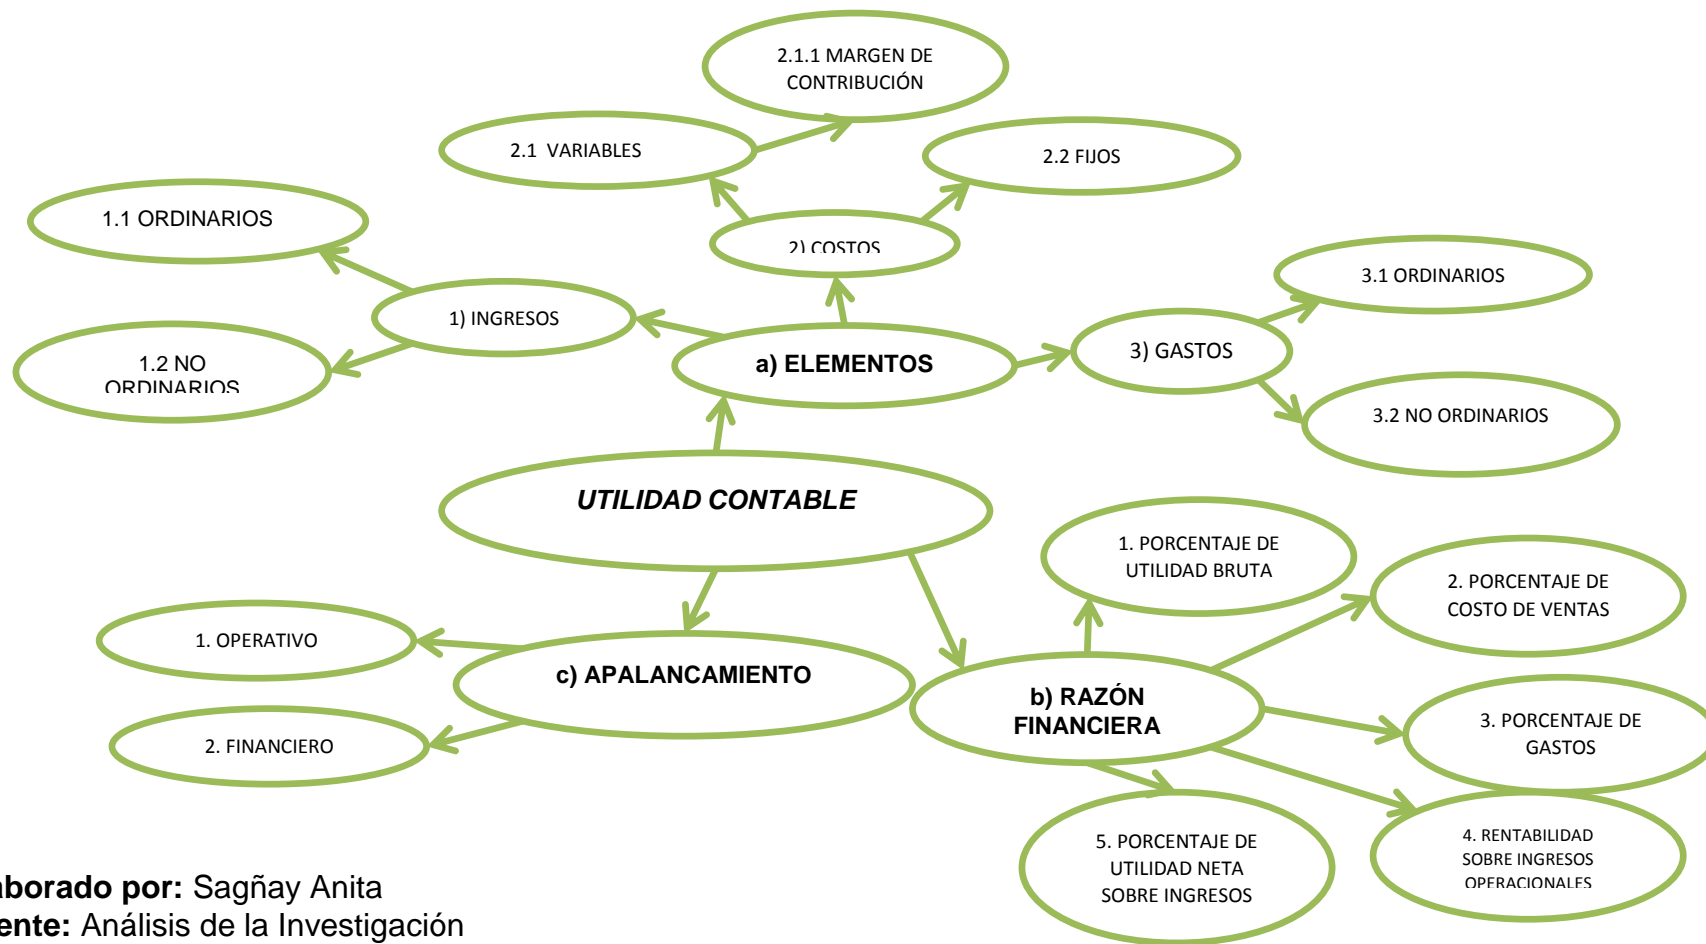 2.1.1 MARGEN DE
CONTRIBUCIÓN
2.1 VARIABLES
2.2 FIJOS
1.1 ORDINARIOS
2) COSTOS
3.1 ORDINARIOS
1) INGRESOS
3) GASTOS
1.2 NO
ORDINARIOS
a) ELEMENTOS
3.2 NO ORDINARIOS
UTILIDAD CONTABLE
1. PORCENTAJE DE
UTILIDAD BRUTA
2. PORCENTAJE DE
COSTO DE VENTAS
1. OPERATIVO
c) APALANCAMIENTO
b) RAZÓN
FINANCIERA
3. PORCENTAJE DE
GASTOS
2. FINANCIERO
5. PORCENTAJE DE
UTILIDAD NETA
SOBRE INGRESOS
4. RENTABILIDAD
SOBRE INGRESOS
OPERACIONALES
aborado por: Sagñay Anita
ente: Análisis de la Investigación